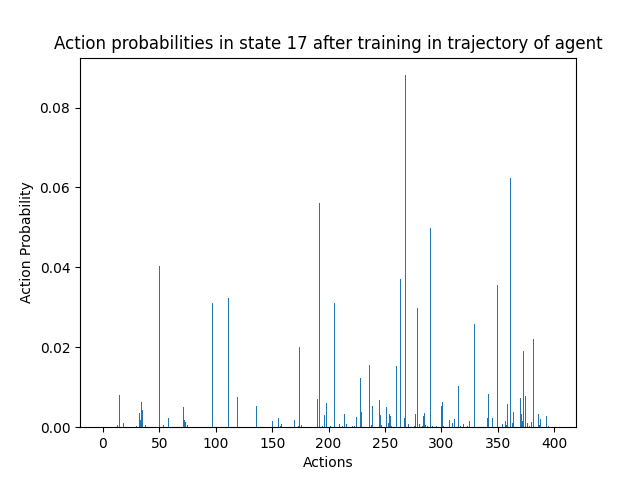 Action probabilities in state 17 after training in trajectory of agent
0.08
0.06
0.04
0.02
0.00
Action Probability
0 50 100 150 200 250 300 350 400
Actions